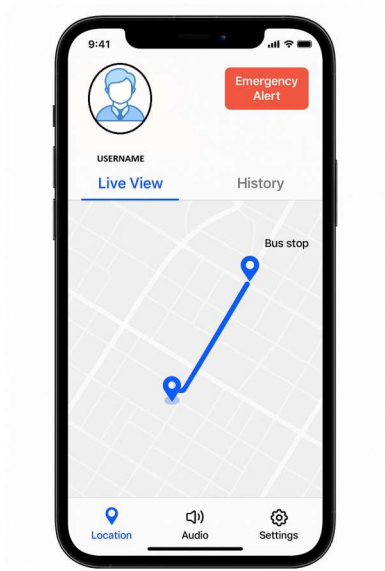 9:41
Emergency
Alert
USERNAME
Live View
History
Bus stop
Location
Audio
Settings